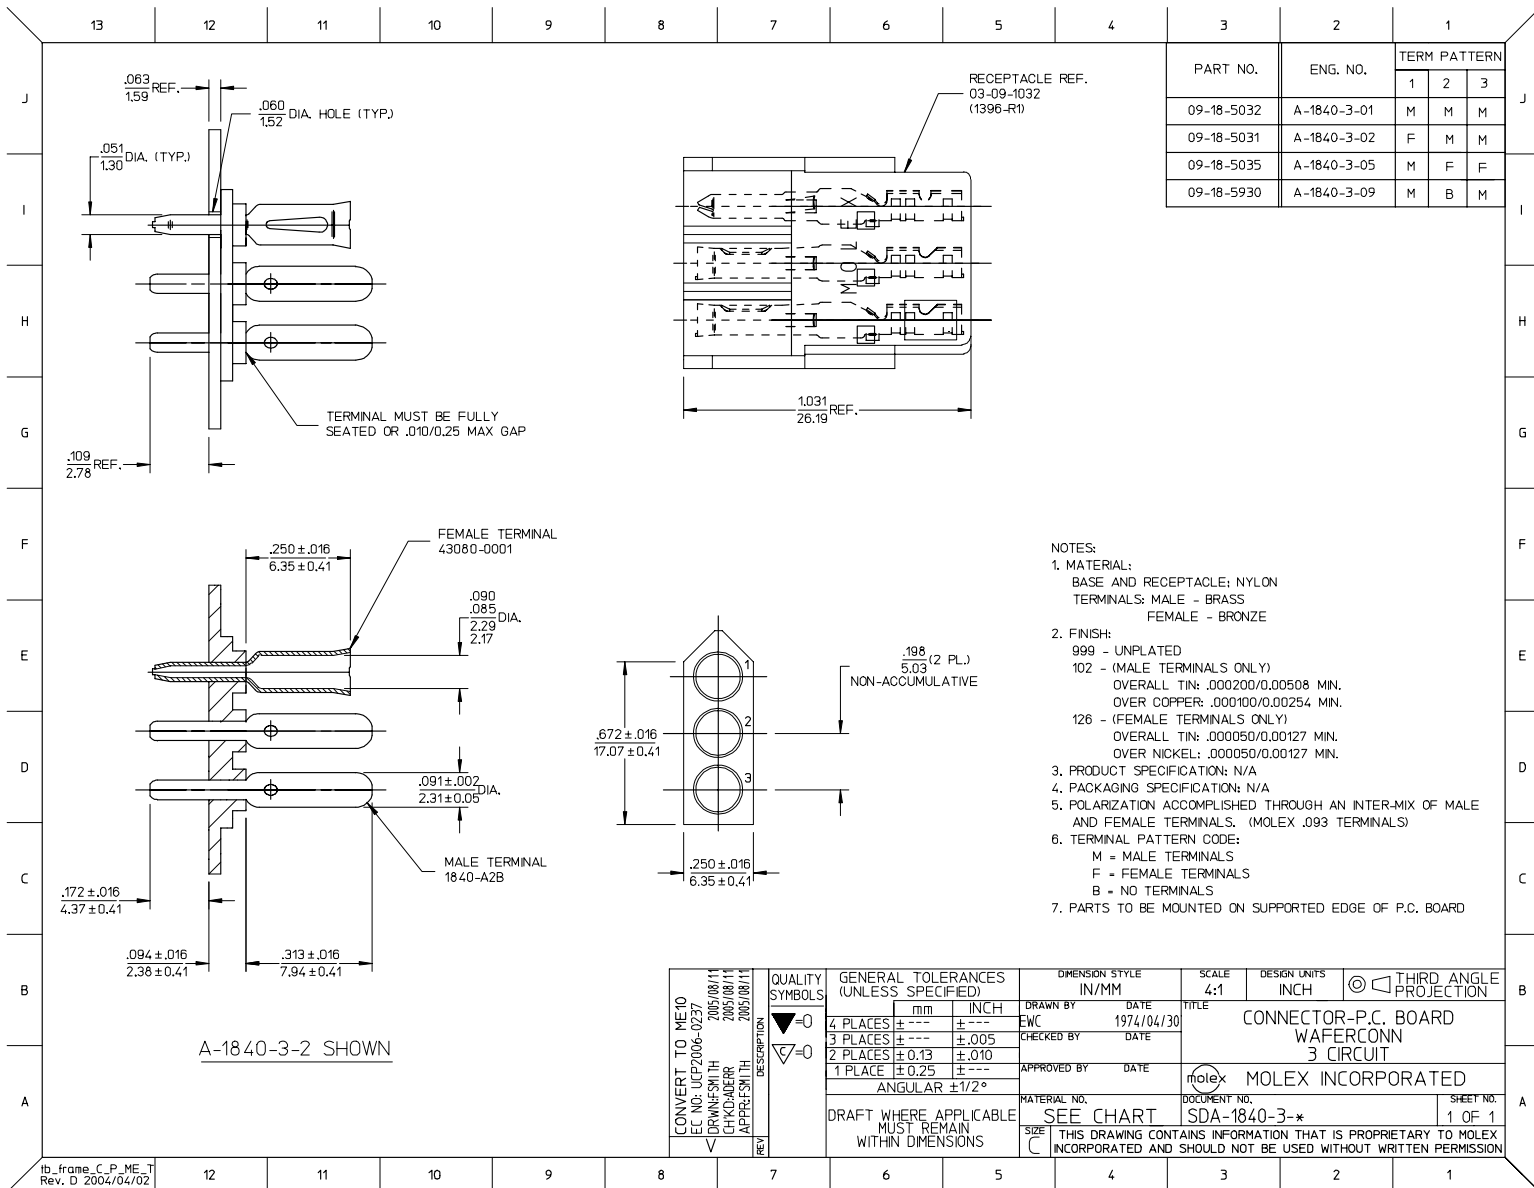 13 12 11 10 9 8 7 6 5 4 3 2 1
J
I
H
G
F
E
D
C
B
A
J
I
H
G
F
E
D
C
B
A
PART NO. ENG. NO. TERM PATTERN
1 2 3
09-18-5032 A-1840-3-01 M M M
09-18-5031 A-1840-3-02 F M M
09-18-5035 A-1840-3-05 M F F
09-18-5930 A-1840-3-09 M B M
.063
1.59
REF.
.060
1.52
DIA. HOLE (TYP.)
.051
1.30
DIA. (TYP.)
TERMINAL MUST BE FULLY
SEATED OR .010/0.25 MAX GAP
.109
2.78
REF.
RECEPTACLE REF.
03-09-1032
(1396-R1)
MOLEX
1.031
26.19
REF.
FEMALE TERMINAL
43080-0001
.250±.016
6.35±0.41
.090
.085
2.29
2.17
DIA.
.091±.002
2.31±0.05
DIA.
MALE TERMINAL
1840-A2B
.172±.016
4.37±0.41
.094±.016
2.38±0.41
.313±.016
7.94±0.41
A-1840-3-2 SHOWN
.198
5.03
(2 PL.)
NON-ACCUMULATIVE
1
2
3
.672±.016
17.07±0.41
.250±.016
6.35±0.41
NOTES:
1. MATERIAL:
BASE AND RECEPTACLE: NYLON
TERMINALS: MALE - BRASS
FEMALE - BRONZE
2. FINISH:
999 - UNPLATED
102 - (MALE TERMINALS ONLY)
OVERALL TIN: .000200/0.00508 MIN.
OVER COPPER: .000100/0.00254 MIN.
126 - (FEMALE TERMINALS ONLY)
OVERALL TIN: .000050/0.00127 MIN.
OVER NICKEL: .000050/0.00127 MIN.
3. PRODUCT SPECIFICATION: N/A
4. PACKAGING SPECIFICATION: N/A
5. POLARIZATION ACCOMPLISHED THROUGH AN INTER-MIX OF MALE
AND FEMALE TERMINALS. (MOLEX .093 TERMINALS)
6. TERMINAL PATTERN CODE:
M = MALE TERMINALS
F = FEMALE TERMINALS
B = NO TERMINALS
7. PARTS TO BE MOUNTED ON SUPPORTED EDGE OF P.C. BOARD
CONVERT TO ME10
EC NO: UCP2006-0237
DRWN:FSMITH 2005/08/11
CHK'D:ADERR 2005/08/11
APPR:FSMITH 2005/08/11
V
REV DESCRIPTION
QUALITY
SYMBOLS
=0
C =0
GENERAL TOLERANCES
(UNLESS SPECIFIED)
mm INCH
4 PLACES ±--- ±---
3 PLACES ±--- ±.005
2 PLACES ±0.13 ±.010
1 PLACE ±0.25 ±---
ANGULAR ±1/2°
DRAFT WHERE APPLICABLE
MUST REMAIN
WITHIN DIMENSIONS
DIMENSION STYLE
IN/MM
SCALE
4:1
DESIGN UNITS
INCH
THIRD ANGLE
PROJECTION
DRAWN BY DATE
EWC 1974/04/30
CHECKED BY DATE
APPROVED BY DATE
TITLE
CONNECTOR-P.C. BOARD
WAFERCONN
3 CIRCUIT
molex MOLEX INCORPORATED
MATERIAL NO.
SEE CHART
DOCUMENT NO.
SDA-1840-3-*
SHEET NO.
1 OF 1
SIZE
C
THIS DRAWING CONTAINS INFORMATION THAT IS PROPRIETARY TO MOLEX
INCORPORATED AND SHOULD NOT BE USED WITHOUT WRITTEN PERMISSION
tb_frame_C_P_ME_T
Rev. D 2004/04/02
12 11 10 9 8 7 6 5 4 3 2 1